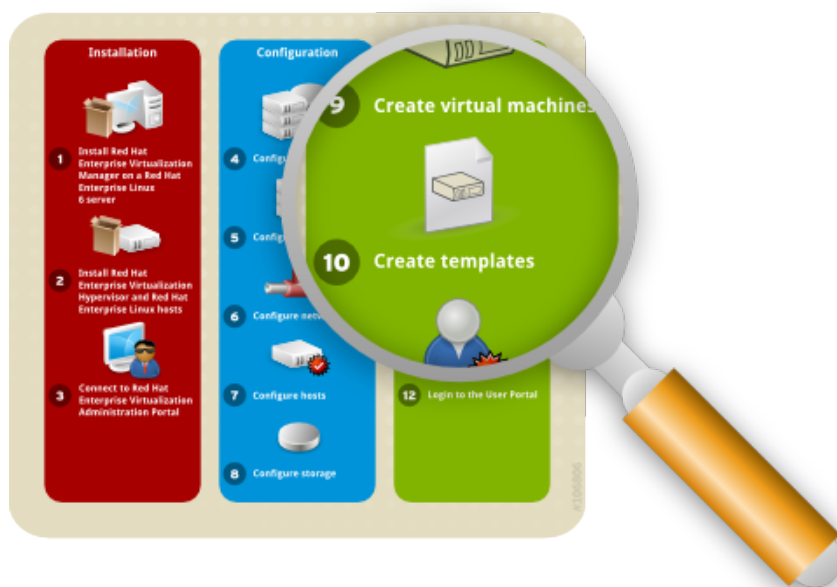 Installation
1
Install Red Hat
Enterprise Virtualization
Manager on a Red Hat
Enterprise Linux
6 server
2
Install Red Hat
Enterprise Virtualization
Hypervisor and Red Hat
Enterprise Linux hosts
3
Connect to Red Hat
Enterprise Virtualization
Administration Portal
Configuration
4
5
6
Configure
7
Configure hosts
8
Configure storage
9
Create virtual machines
10
Create templates
12
Login to the User Portal